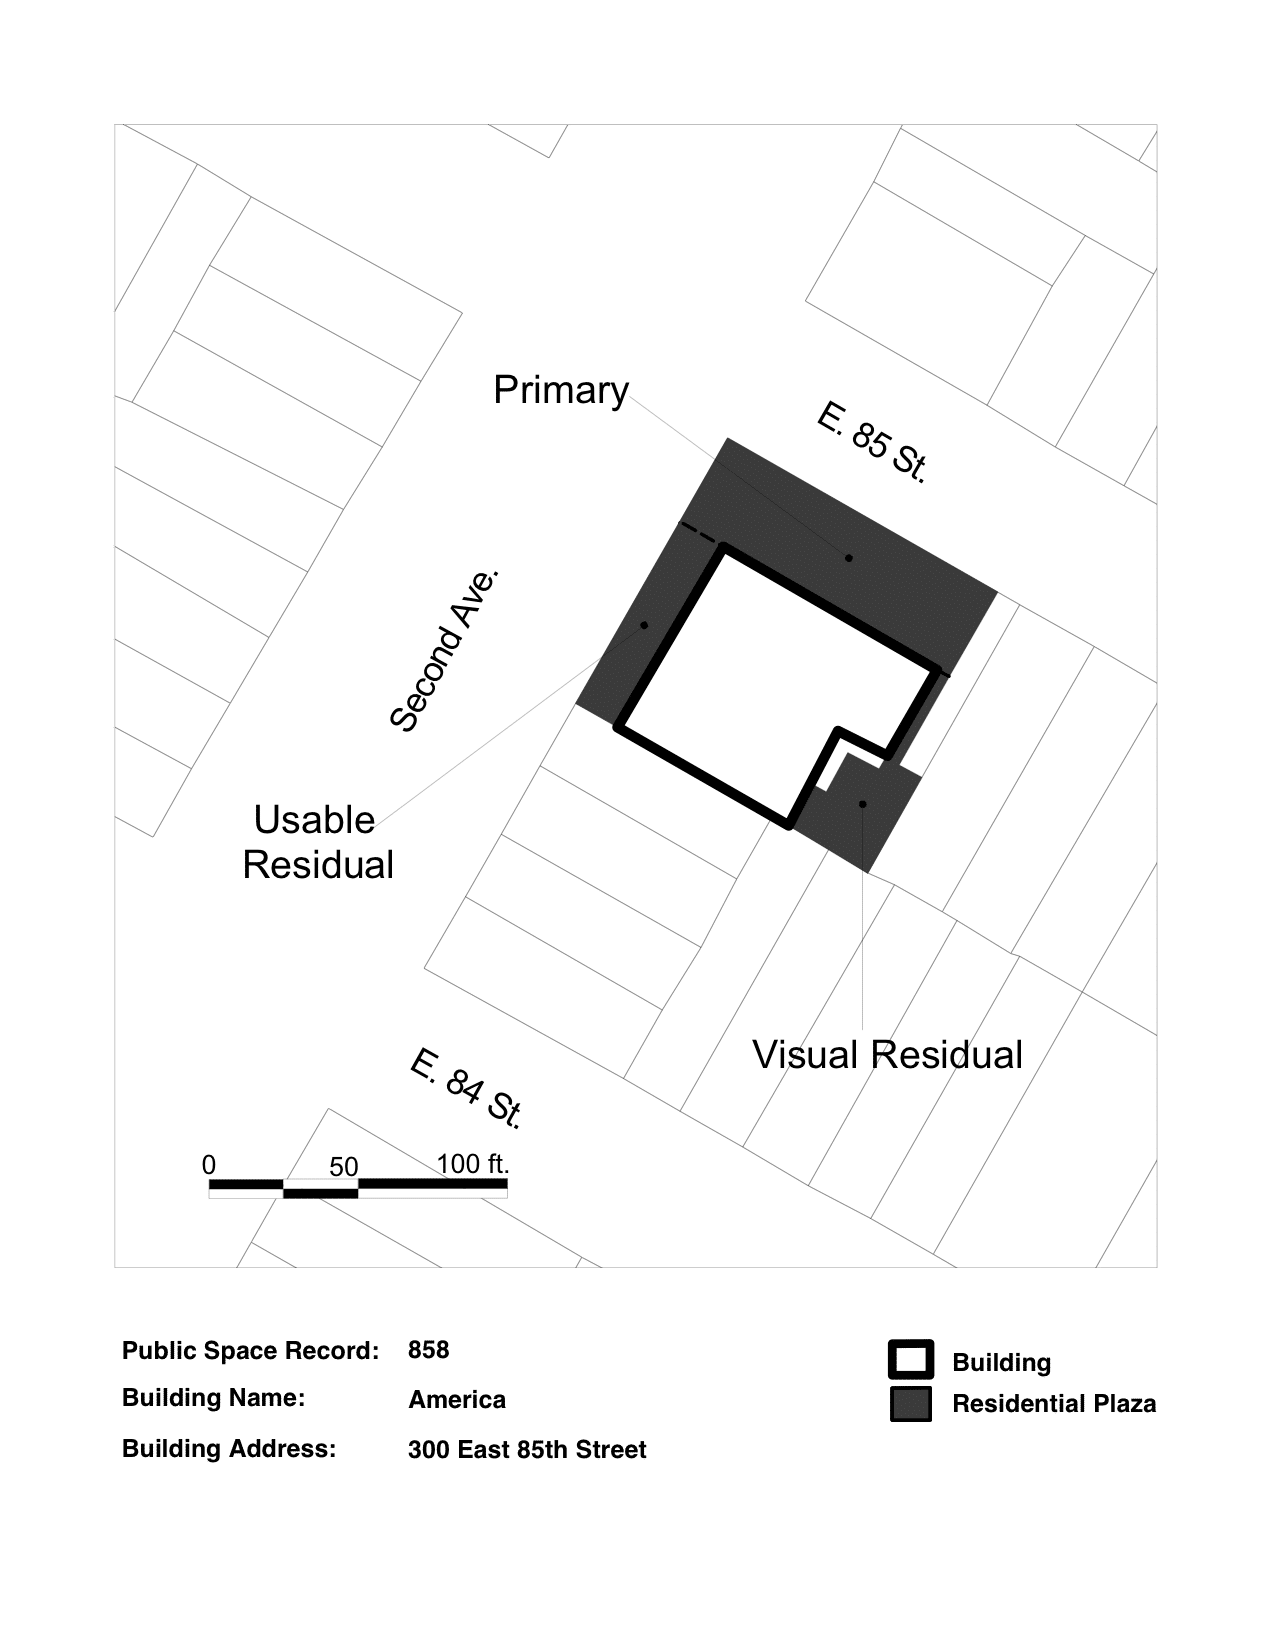 Primary
E. 85 St.
Second Ave.
Usable
Residual
Visual Residual
E. 84 St.
0 50 100 ft.
Public Space Record: 858
Building Name: America
Building Address: 300 East 85th Street
Building
Residential Plaza